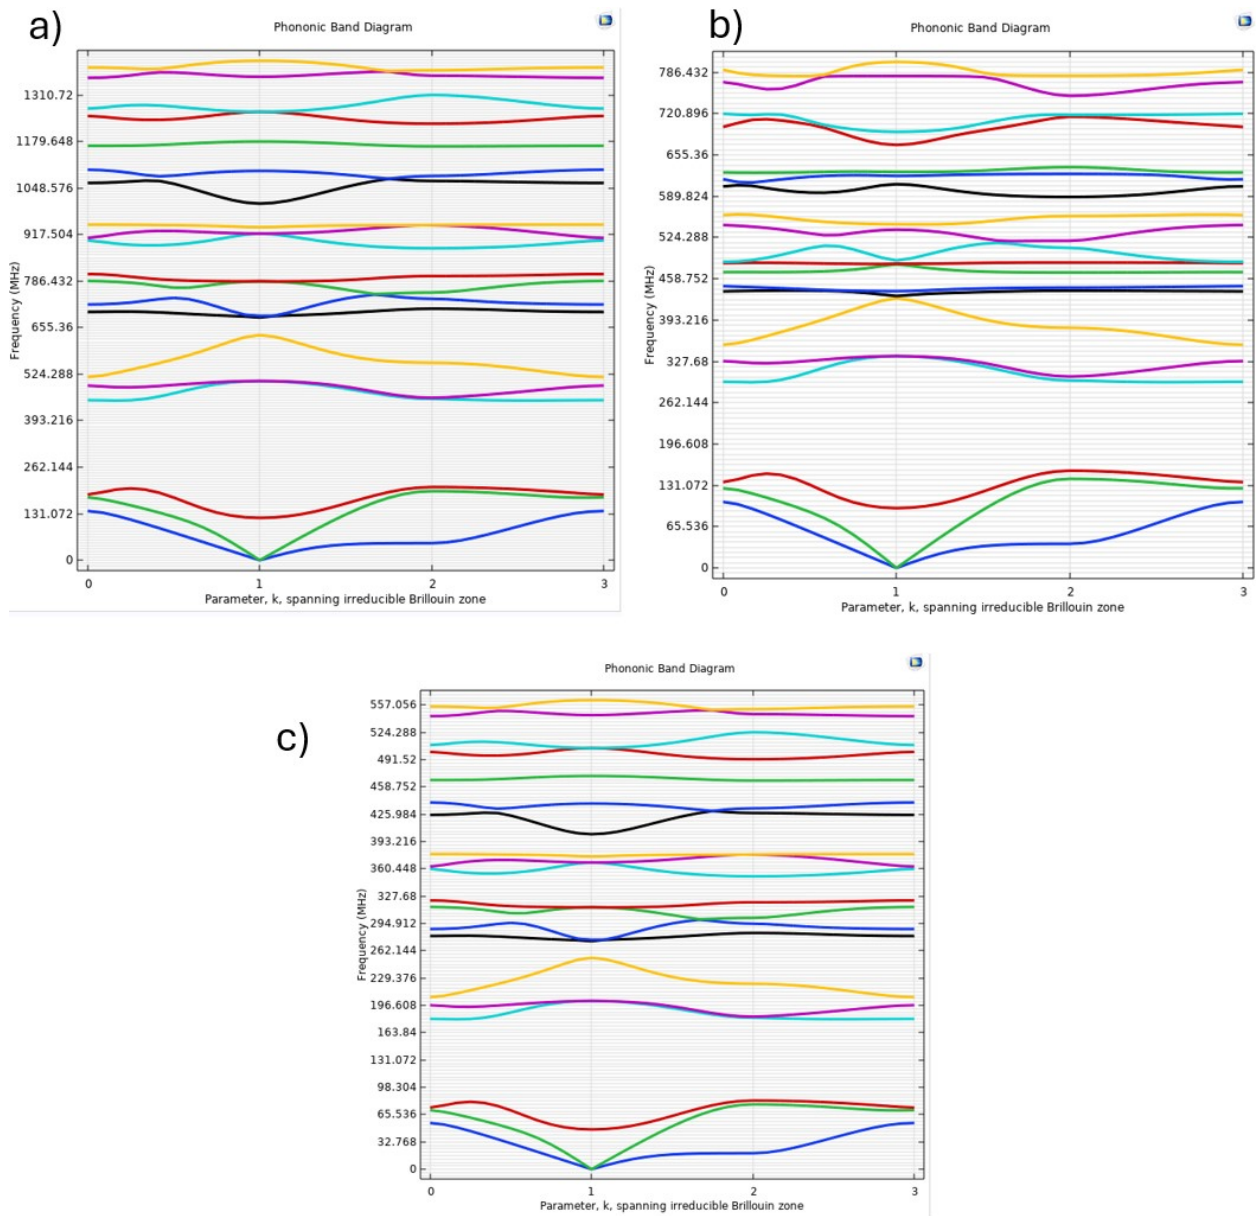 a)
Phononic Band Diagram
1310.72
1179.648
1048.576
917.504
786.432
655.36
524.288
393.216
262.144
131.072
0
Frequency (MHz)
0 1 2 3
Parameter, k, spanning irreducible Brillouin zone
b)
Phononic Band Diagram
786.432
720.896
655.36
589.824
524.288
458.752
393.216
327.68
262.144
196.608
131.072
65.536
0
Frequency (MHz)
0 1 2 3
Parameter, k, spanning irreducible Brillouin zone
c)
Phononic Band Diagram
557.056
524.288
491.52
458.752
425.984
393.216
360.448
327.68
294.912
262.144
229.376
196.608
163.84
131.072
98.304
65.536
32.768
0
Frequency (MHz)
0 1 2 3
Parameter, k, spanning irreducible Brillouin zone